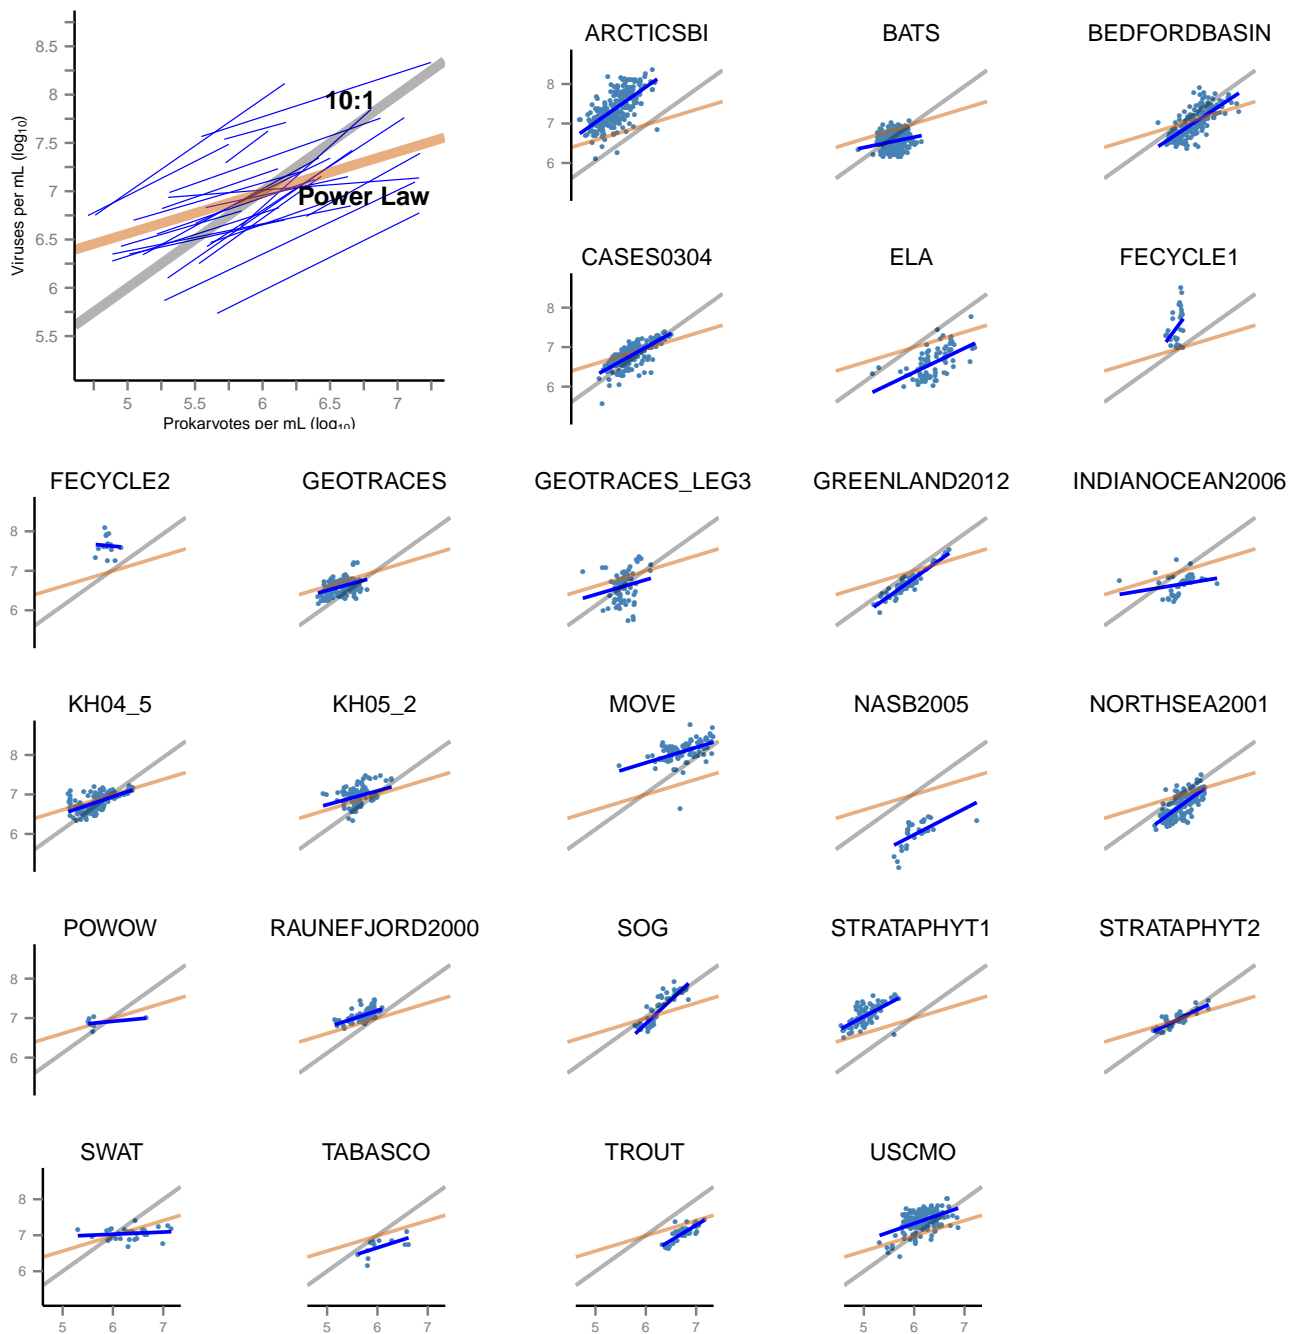 ARCTICSBI
BATS
BEDFORDBASIN
8.5
8
7.5
7
6.5
6
5.5
Viruses per mL (log10)
10:1
Power Law
5
5.5
6
6.5
7
Prokaryotes per mL (log10)
8
7
6
CASES0304
ELA
FECYCLE1
8
7
6
FECYCLE2
GEOTRACES
GEOTRACES_LEG3
GREENLAND2012
INDIANOCEAN2006
8
7
6
KH04_5
KH05_2
MOVE
NASB2005
NORTHSEA2001
8
7
6
POWOW
RAUNEFJORD2000
SOG
STRATAPHYT1
STRATAPHYT2
8
7
6
SWAT
TABASCO
TROUT
USCMO
8
7
6
5 6 7
5 6 7
5 6 7
5 6 7